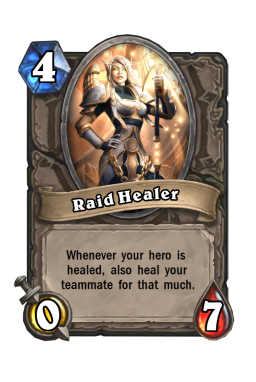 4
Raid Healer
Whenever your hero is
healed, also heal your
teammate for that much.
0
7